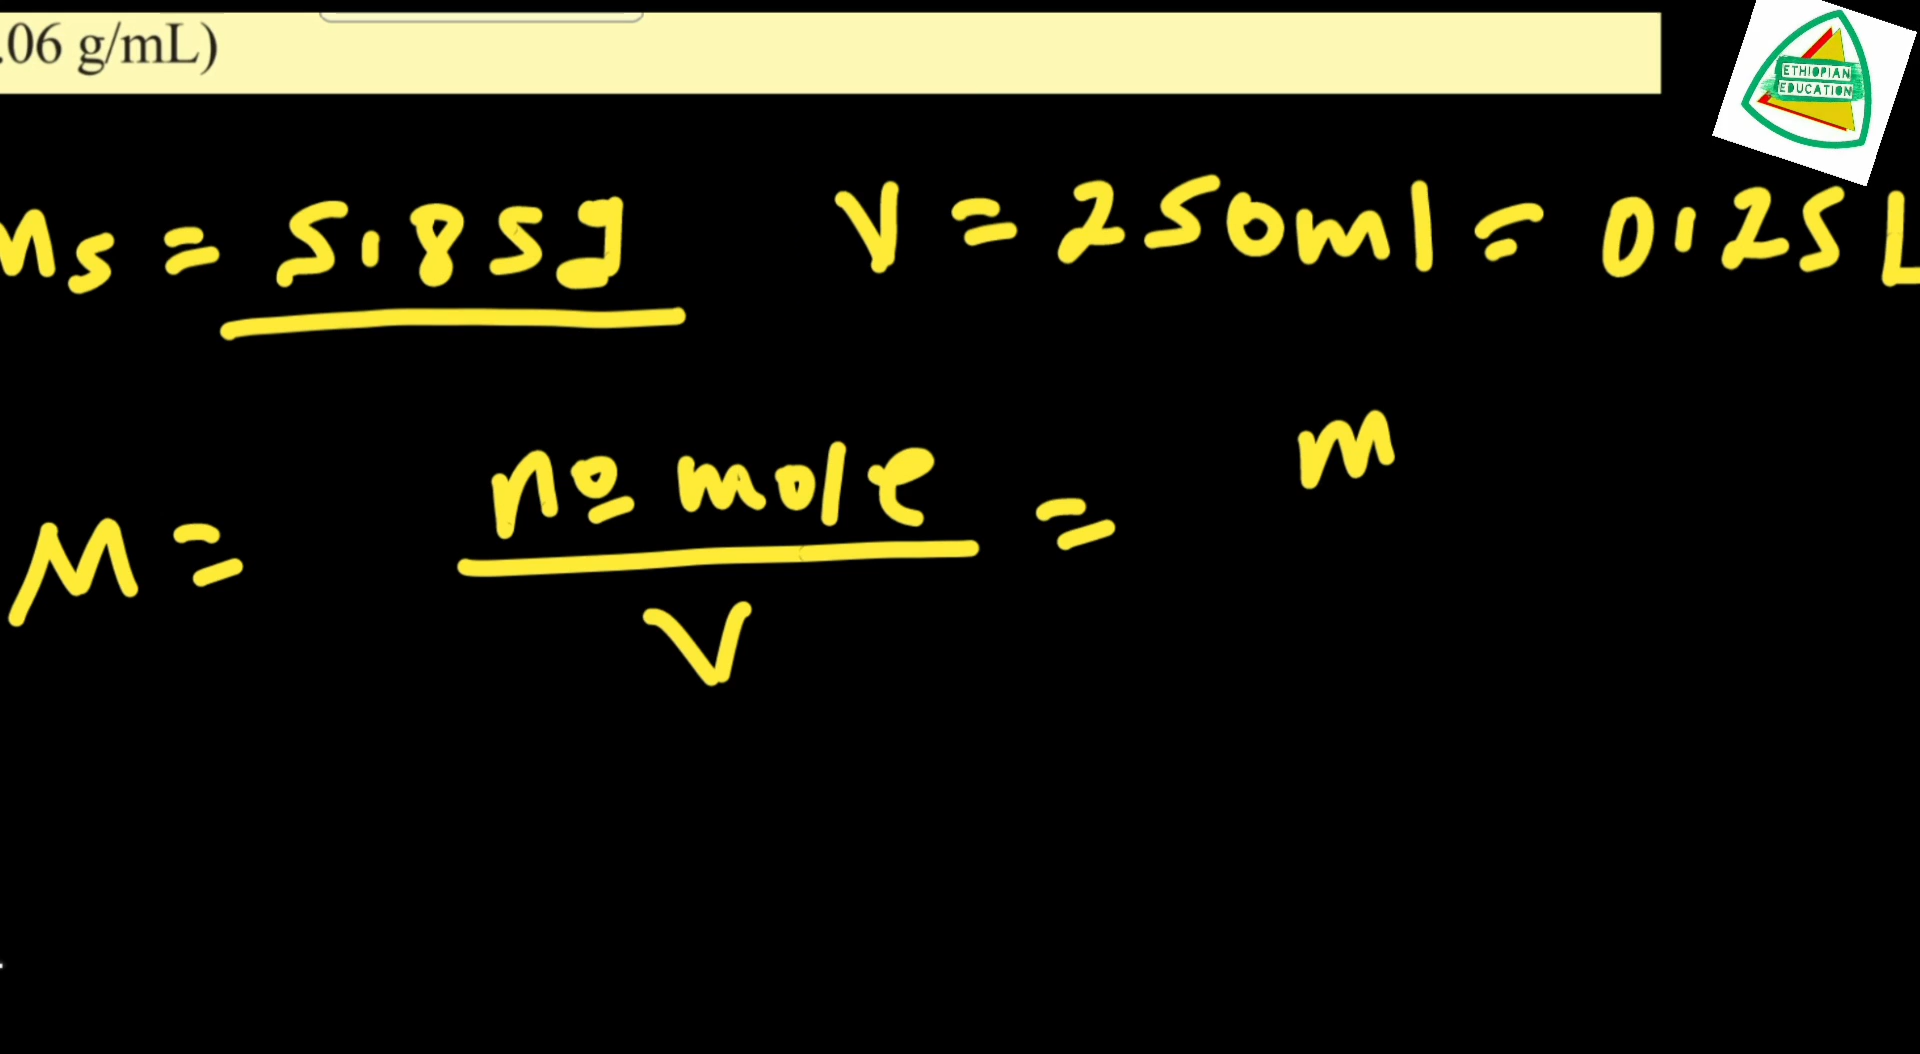 .06 g/mL)
ETHIOPIAN
EDUCATION
Ms = 5.85g V = 250ml = 0.25L
M = no mole / V = m